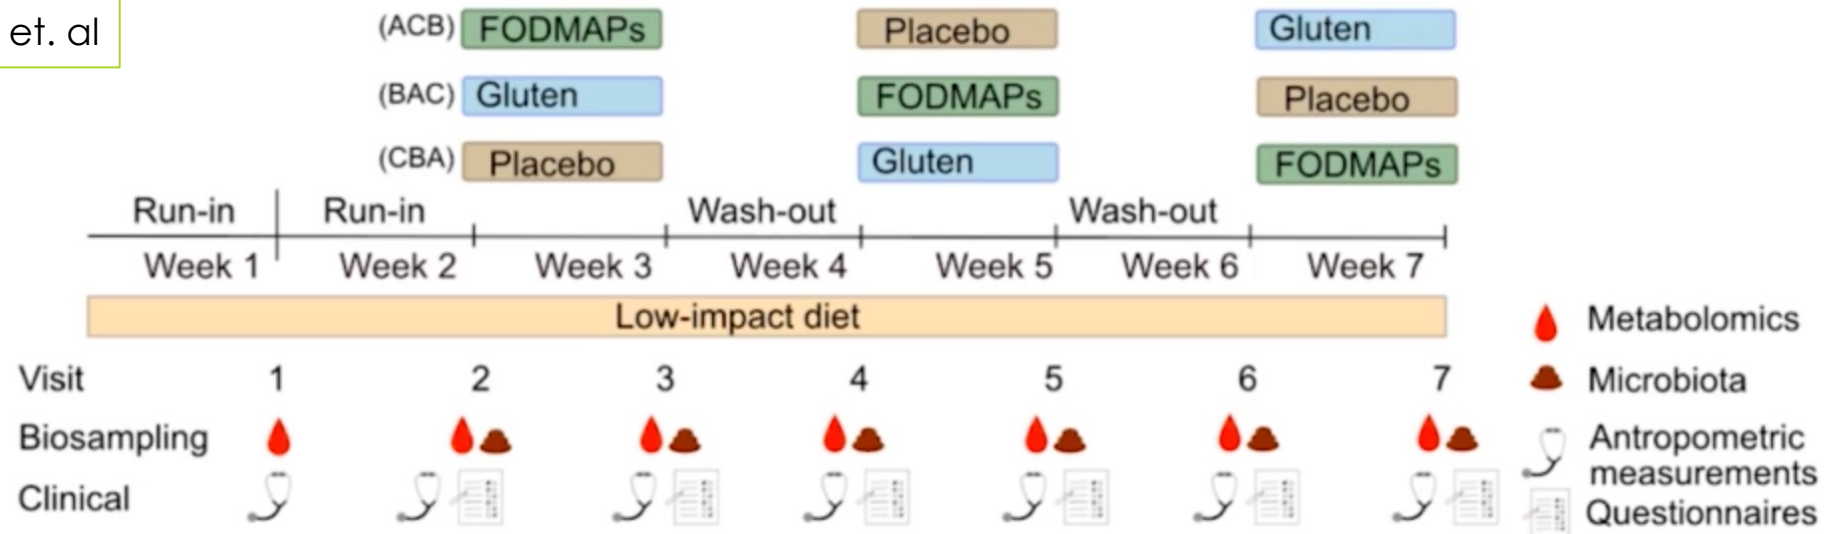 et. al
(ACB) FODMAPs Placebo Gluten
(BAC) Gluten FODMAPs Placebo
(CBA) Placebo Gluten FODMAPs
Run-in Run-in Wash-out Wash-out
Week 1 Week 2 Week 3 Week 4 Week 5 Week 6 Week 7
Low-impact diet
Metabolomics
Visit 1 2 3 4 5 6 7
Microbiota
Biosampling
Antropometric
measurements
Clinical
Questionnaires